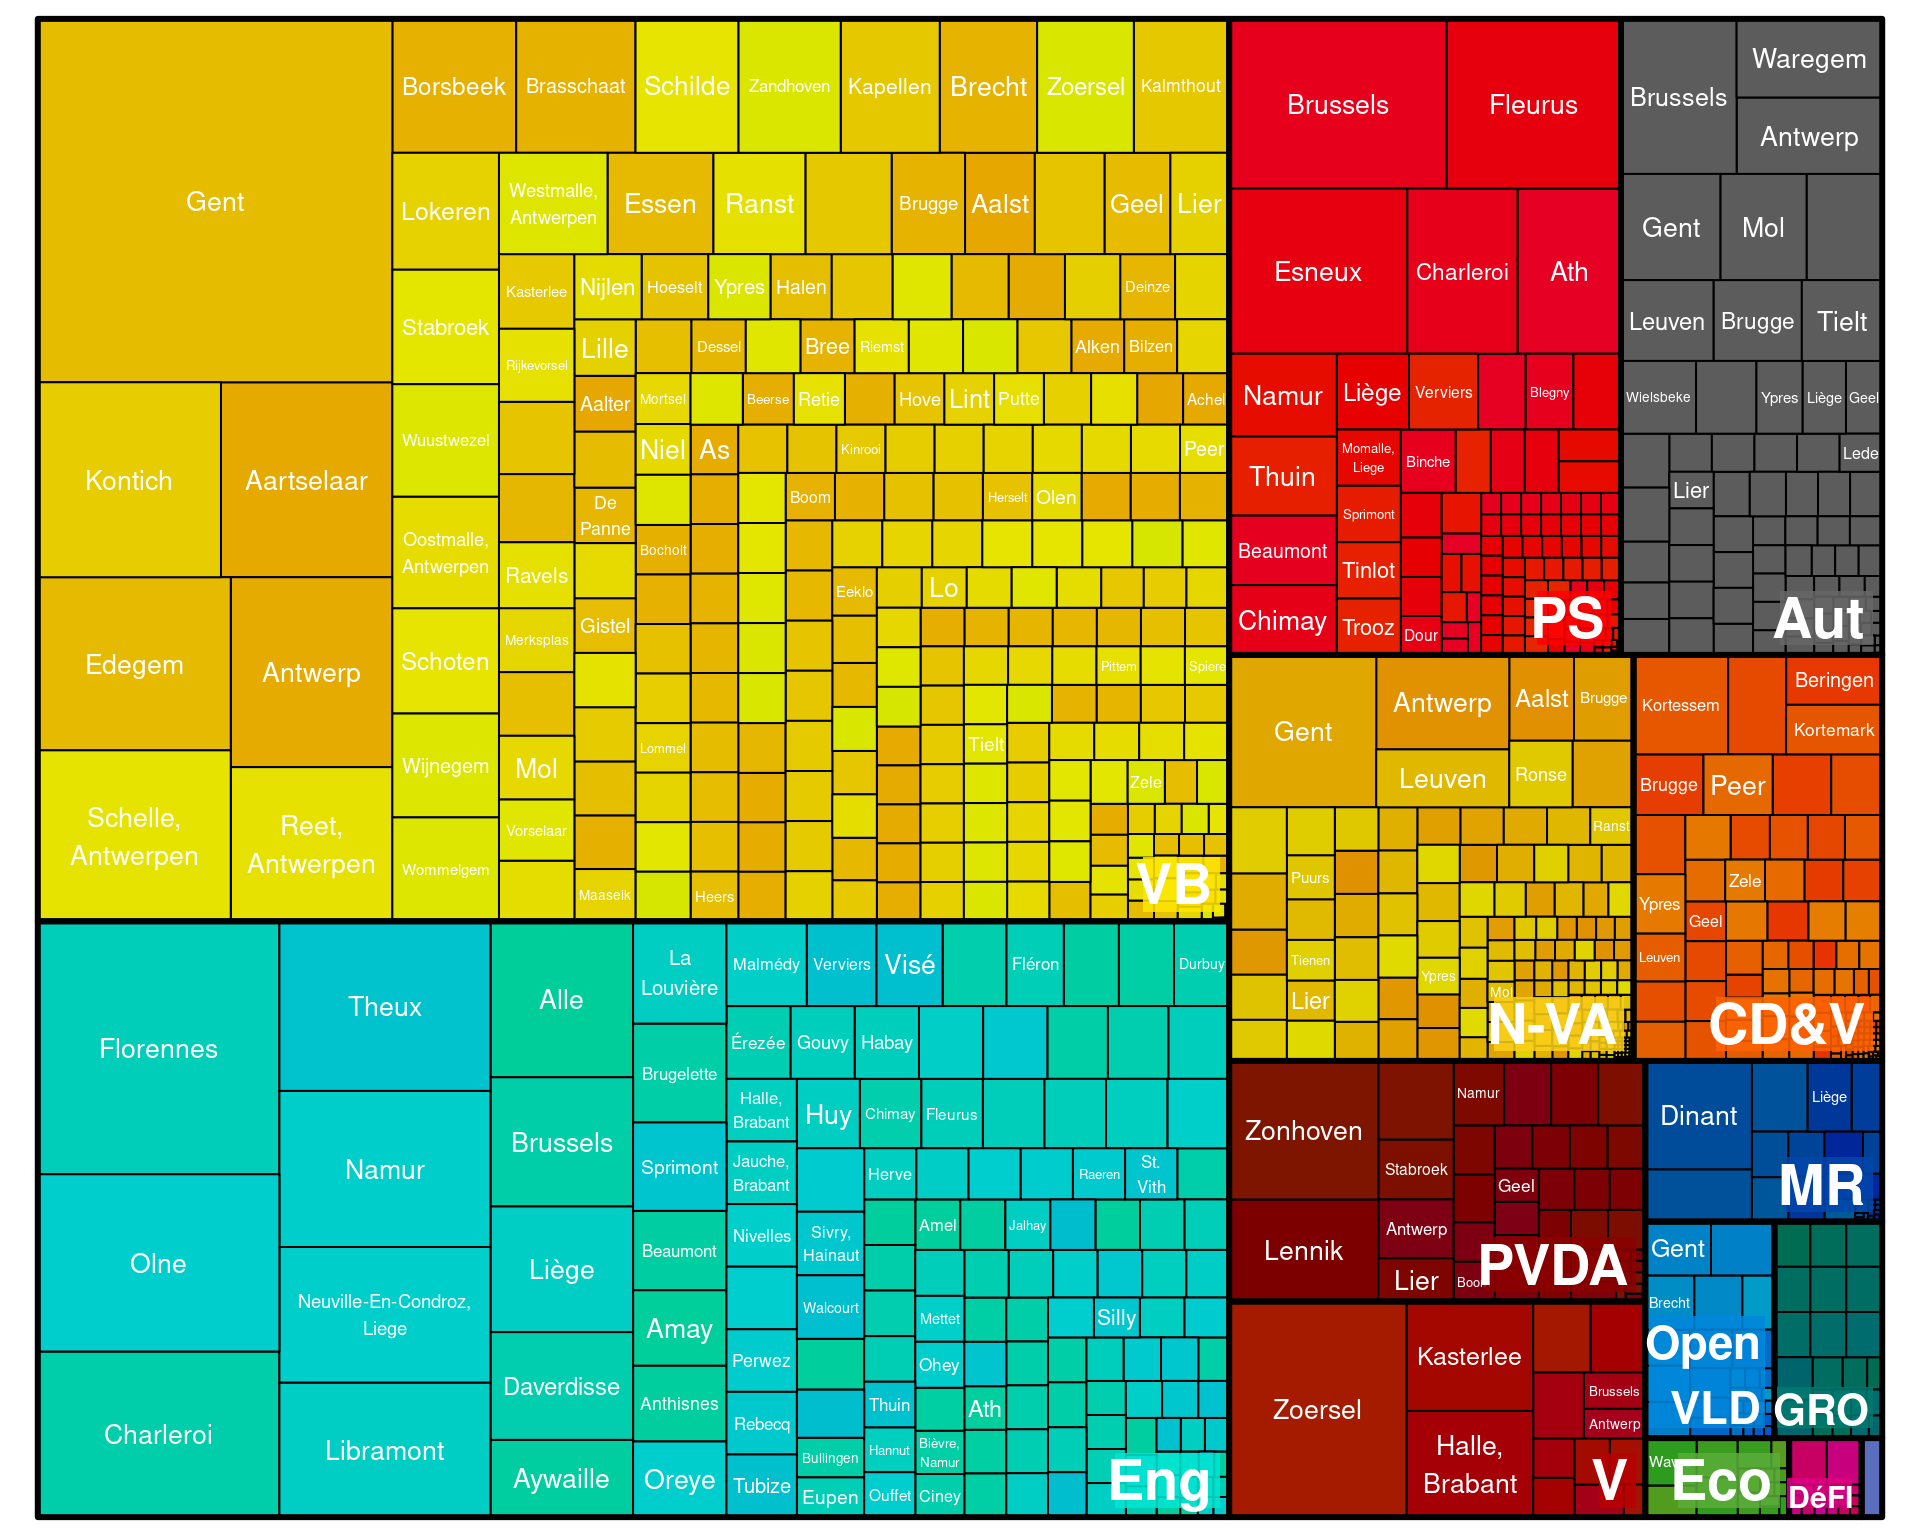 Gent
Kontich
Aartselaar
Edegem
Antwerp
Schelle,
Antwerpen
Reet,
Antwerpen
Borsbeek
Brasschaat
Schilde
Zandhoven
Kapellen
Brecht
Zoersel
Kalmthout
Lokeren
Stabroek
Wuustwezel
Oostmalle,
Antwerpen
Schoten
Wijnegem
Wommelgem
Westmalle,
Antwerpen
Essen
Ranst
Brugge
Aalst
Geel
Lier
Kasterlee
Rijkevorsel
Ravels
Merksplas
Mol
Vorselaar
Nijlen
Hoeselt
Ypres
Halen
Deinze
Lille
Aalter
De
Panne
Gistel
Maaselk
Dessel
Bree
Riemst
Alken
Bilzen
Mortsel
Beerse
Retie
Hove
Lint
Putte
Achel
Niel
As
Kinrooi
Peer
Bocholt
Lommel
Heers
Boom
Herselt
Olen
Eeklo
Lo
Pittem
Spiere
Tielt
Zele
VB
Brussels
Fleurus
Esneux
Charleroi
Ath
Namur
Thuin
Beaumont
Chimay
Liège
Verviers
Blegny
Momalle,
Liege
Sprimont
Tinlot
Trooz
Binche
Dour
PS
Brussels
Waregem
Antwerp
Gent
Mol
Leuven
Brugge
Tielt
Wielsbeke
Ypres
Liège
Geel
Lede
Lier
Aut
Gent
Antwerp
Leuven
Aalst
Brugge
Ronse
Ranst
Puurs
Tienen
Lier
Ypres
Mol
N-VA
Kortessem
Beringen
Kortemark
Brugge
Peer
Zele
Ypres
Geel
Leuven
CD&V
Florennes
Olne
Charleroi
Theux
Namur
Neuville-En-Condroz,
Liege
Libramont
Alle
Brussels
Liège
Daverdisse
Aywaille
La
Louvière
Brugelette
Sprimont
Beaumont
Amay
Anthisnes
Oreye
Malmédy
Verviers
Visé
Fléron
Durbuy
Érezée
Gouvy
Habay
Halle,
Brabant
Huy
Chimay
Fleurus
Jauche,
Brabant
Nivelles
Perwez
Rebecq
Tubize
Herve
Raeren
St.
Vith
Sivry,
Hainaut
Walcourt
Bullingen
Eupen
Amel
Jalhay
Mettet
Silly
Ohey
Thuin
Ath
Hannut
Bièvre,
Namur
Ouffet
Ciney
Eng
Zonhoven
Lennik
Stabroek
Antwerp
Lier
Namur
Geel
PVDA
Zoersel
Kasterlee
Halle,
Brabant
Brussels
Antwerp
V
Dinant
Liège
MR
Gent
Brecht
Open
VLD
GRO
Eco
DéFI